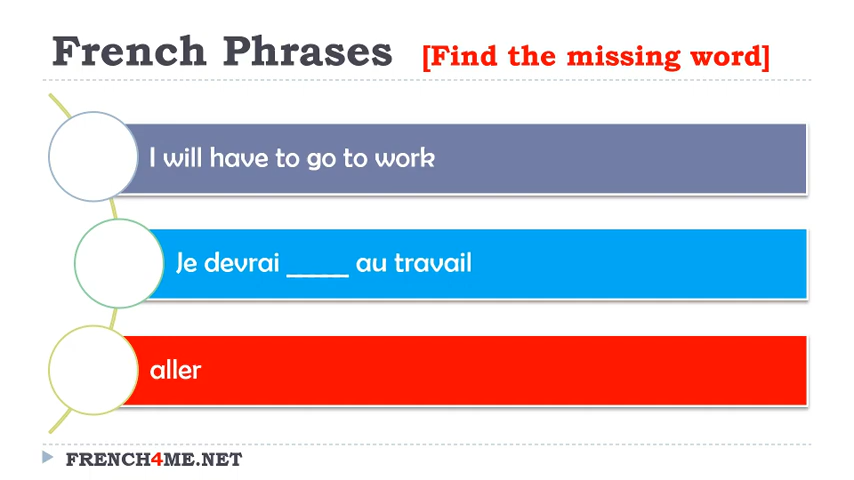 French Phrases [Find the missing word]
I will have to go to work
Je devrai _____ au travail
aller
FRENCH4ME.NET